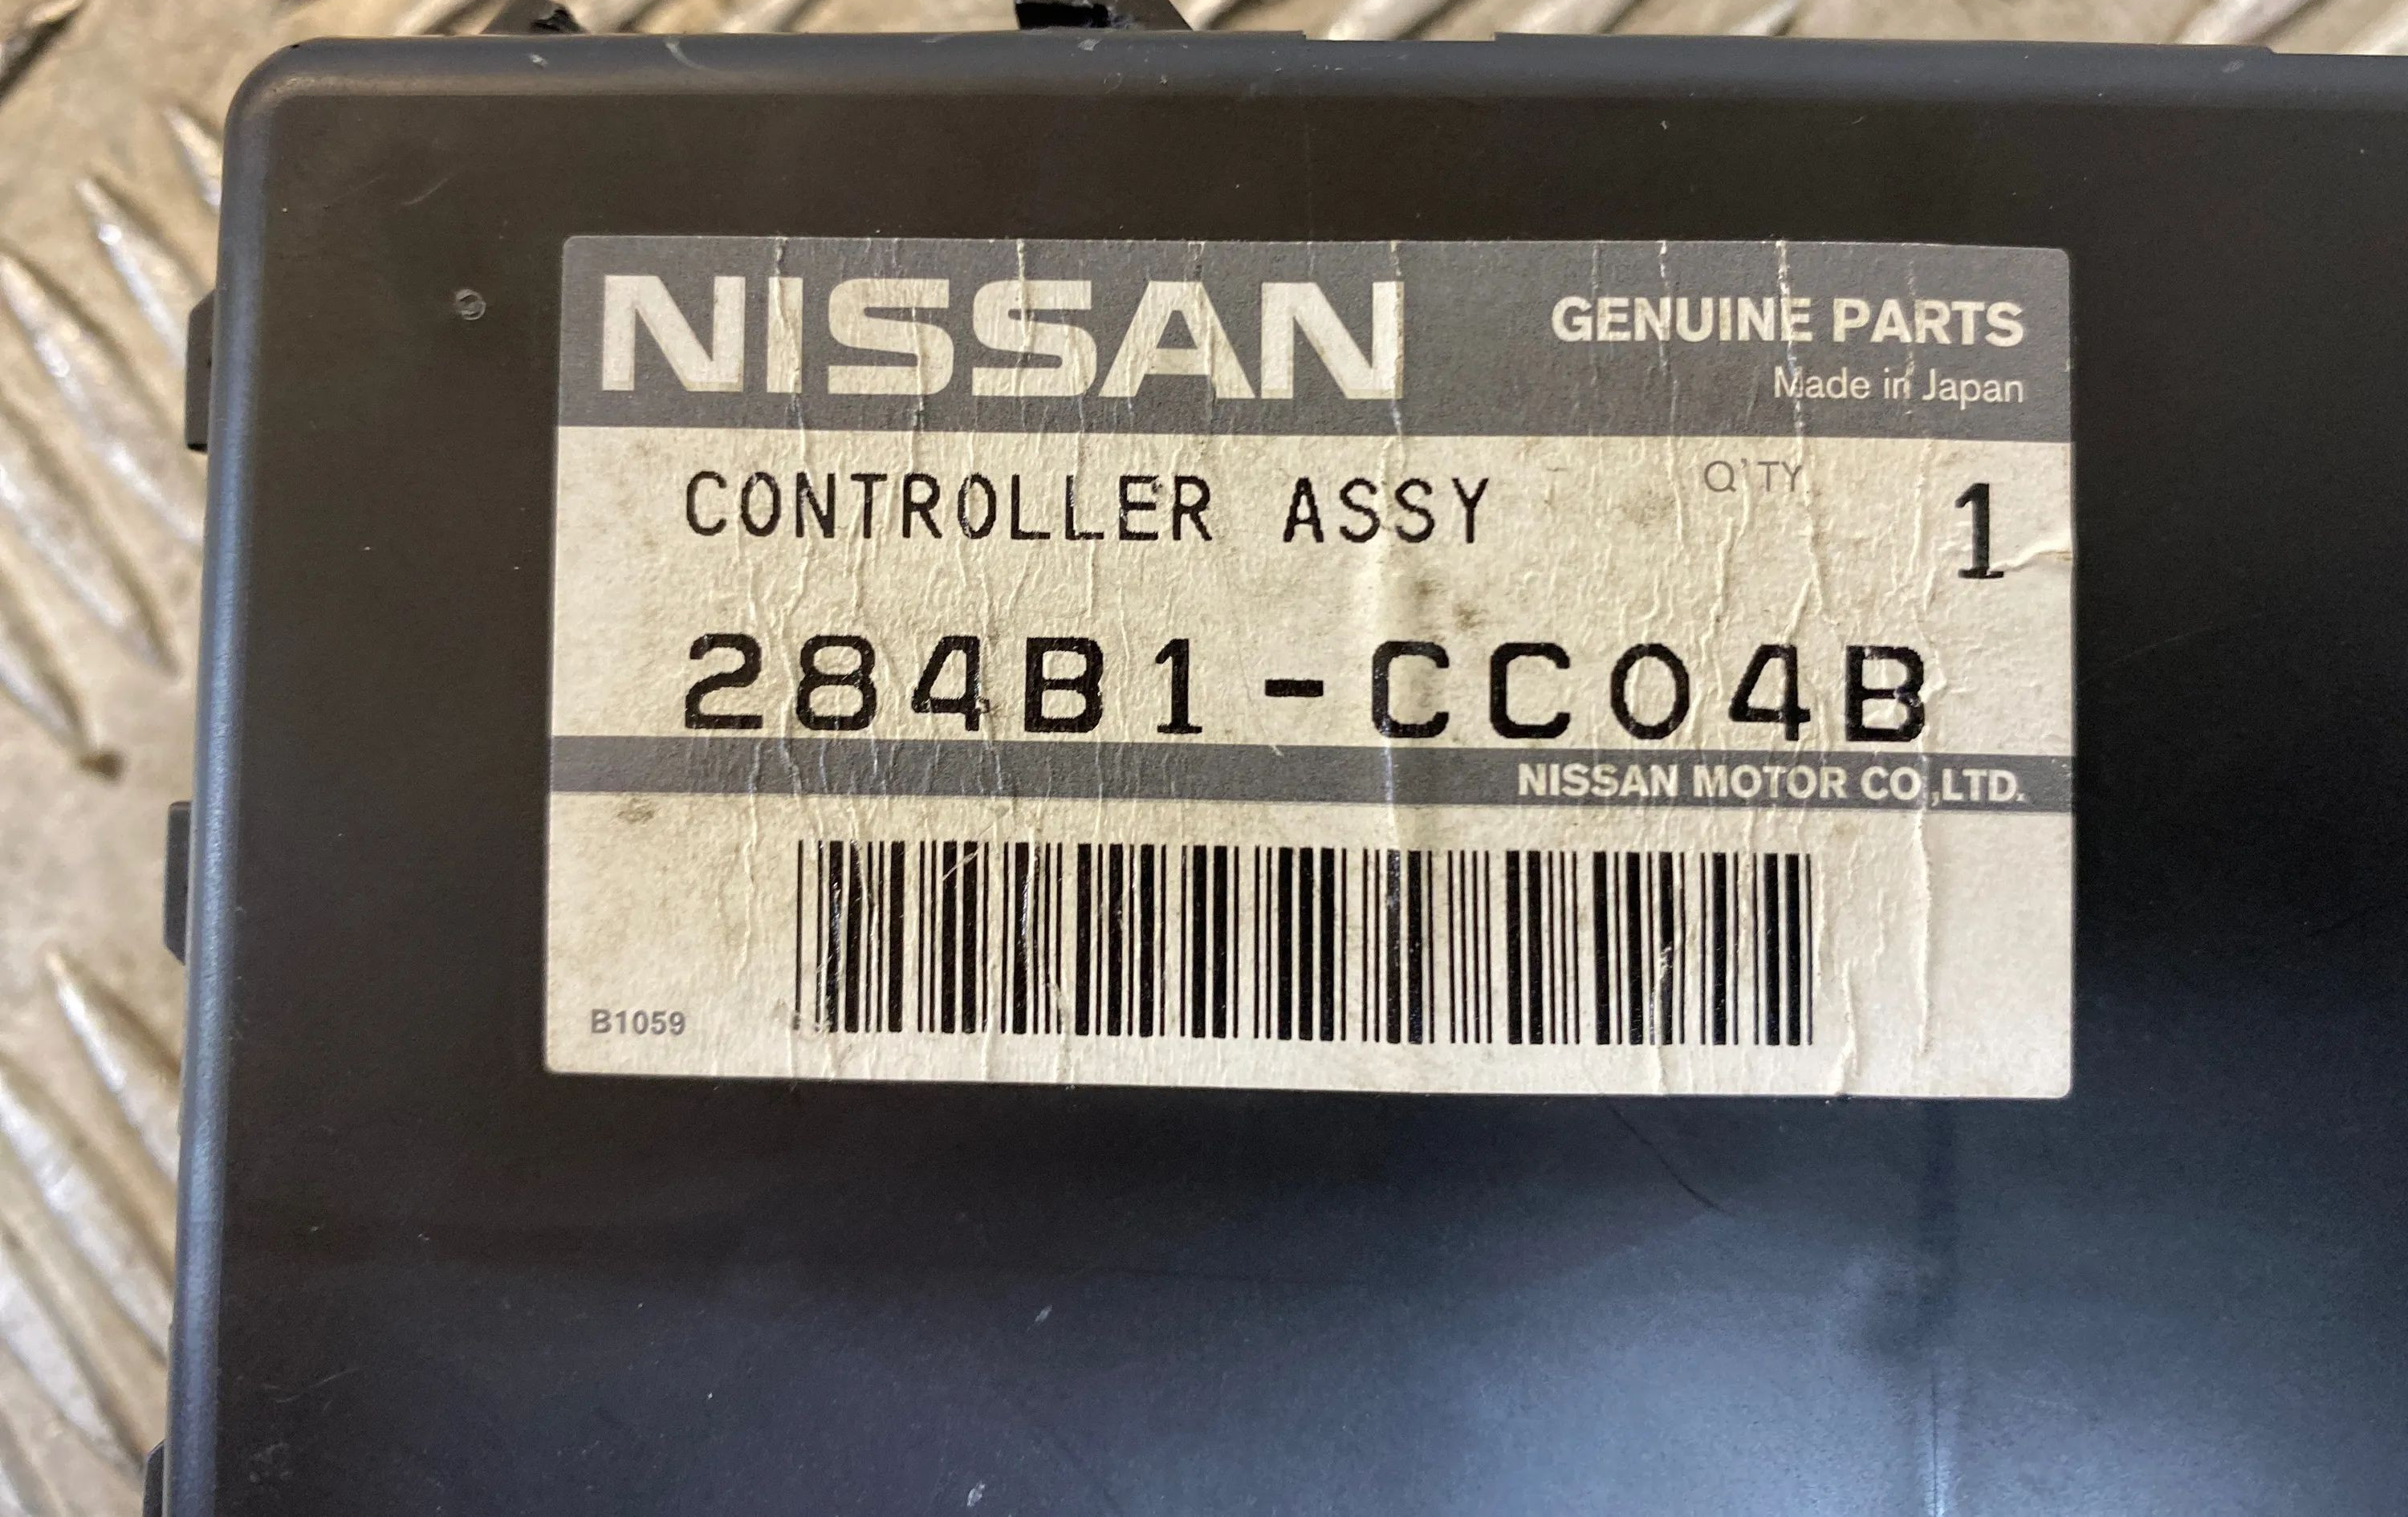 NISSAN
GENUINE PARTS
Made in Japan
CONTROLLER ASSY
Q'TY
1
284B1-CC04B
NISSAN MOTOR CO.,LTD.
B1059